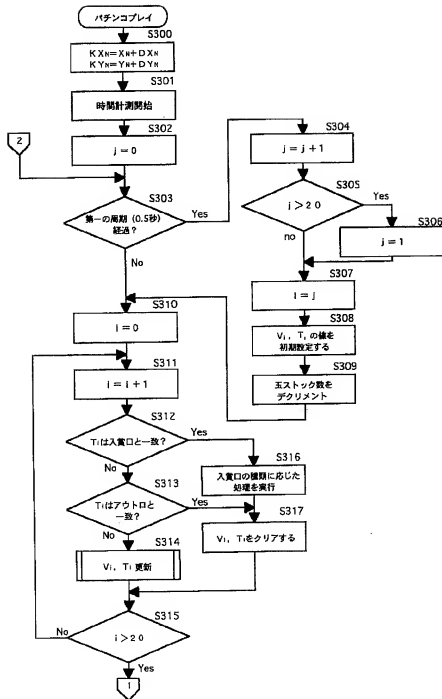 パチンコプレイ
S300
KXN=XN+DXN
KYN=YN+DYN
S301
時間計測開始
S302
j=0
2
S303
第一の周期(0.5秒)
経過?
Yes
No
S304
j=j+1
S305
j>20
Yes
no
S306
j=1
S307
i=j
S308
Vi,Tiの値を
初期設定する
S309
玉ストック数を
デクリメント
S310
i=0
S311
i=i+1
S312
Tiは入賞口と一致?
Yes
No
S313
Tiはアウトロと
一致?
Yes
No
S314
Vi,Ti更新
S316
入賞口の種類に応じた
処理を実行
S317
Vi,Tiをクリアする
S315
i>20
No
Yes
1